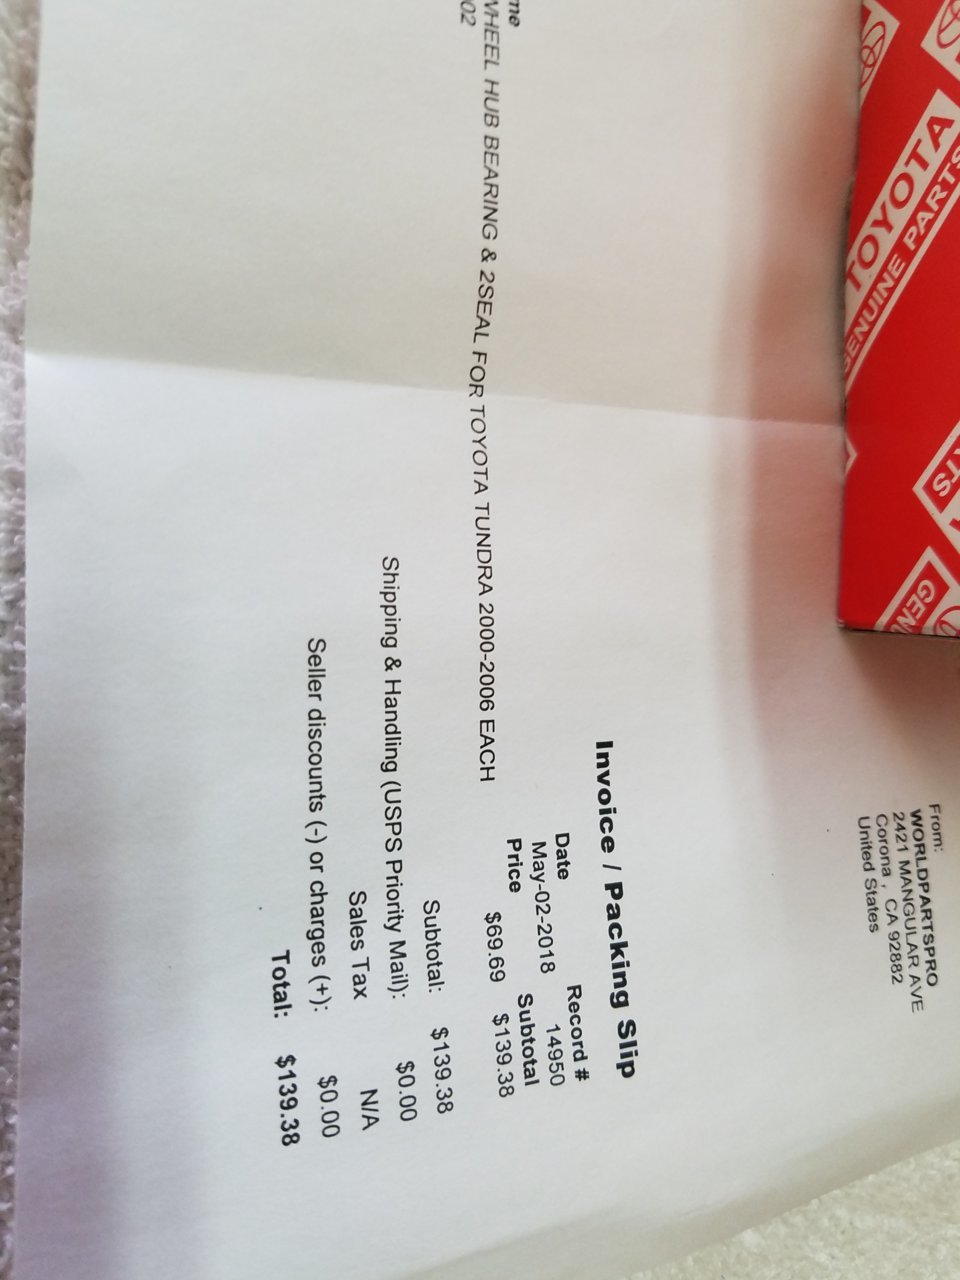 From:
WORLDPARTSPRO
2421 MANGULAR AVE
Corona , CA 92882
United States
Invoice / Packing Slip
Date Record #
May-02-2018 14950
Price Subtotal
HUB BEARING & 2SEAL FOR TOYOTA TUNDRA 2000-2006 EACH $69.69 $139.38
Subtotal: $139.38
Shipping & Handling (USPS Priority Mail): $0.00
Sales Tax N/A
Seller discounts (-) or charges (+): $0.00
Total: $139.38
TOYOTA
GENUINE PARTS